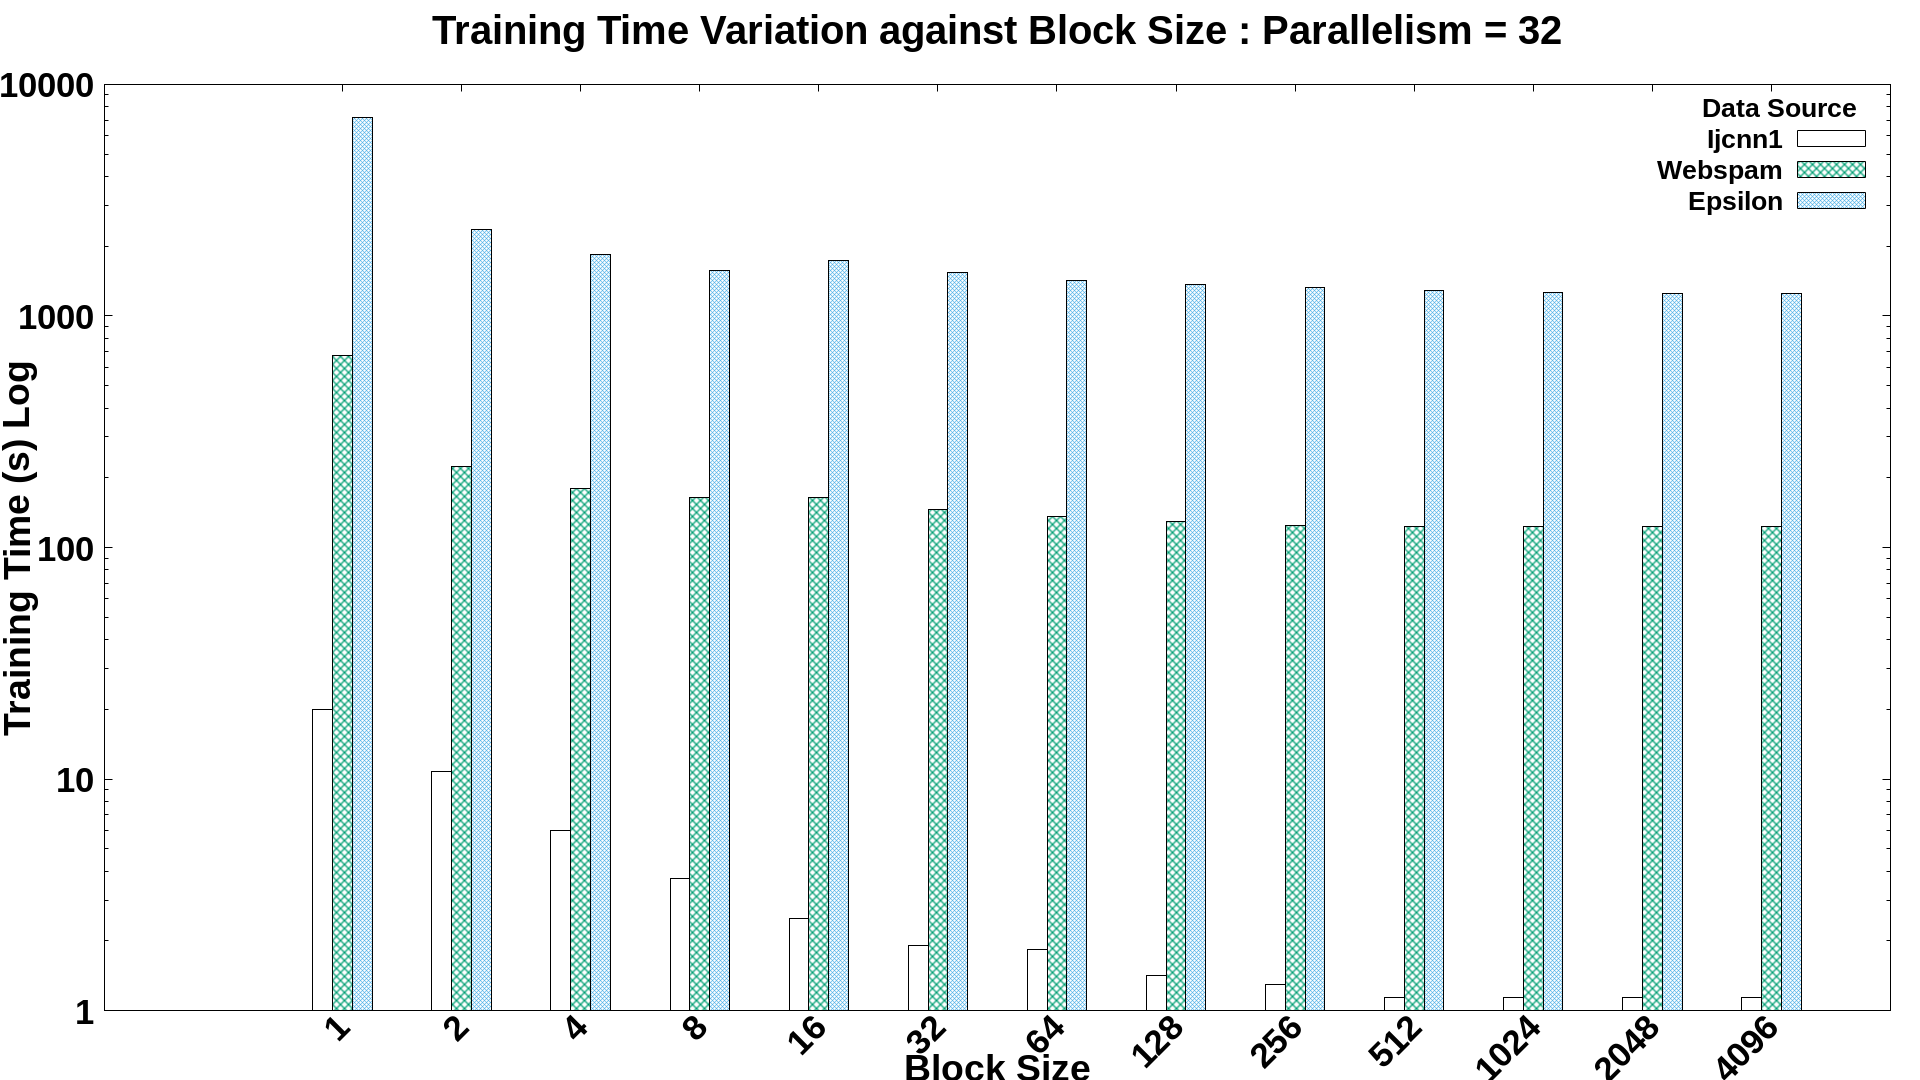 Training Time Variation against Block Size : Parallelism = 32
Training Time (s) Log
10000
1000
100
10
1
Data Source
Ijcnn1
Webspam
Epsilon
1 2 4 8 16 32 64 128 256 512 1024 2048 4096
Block Size